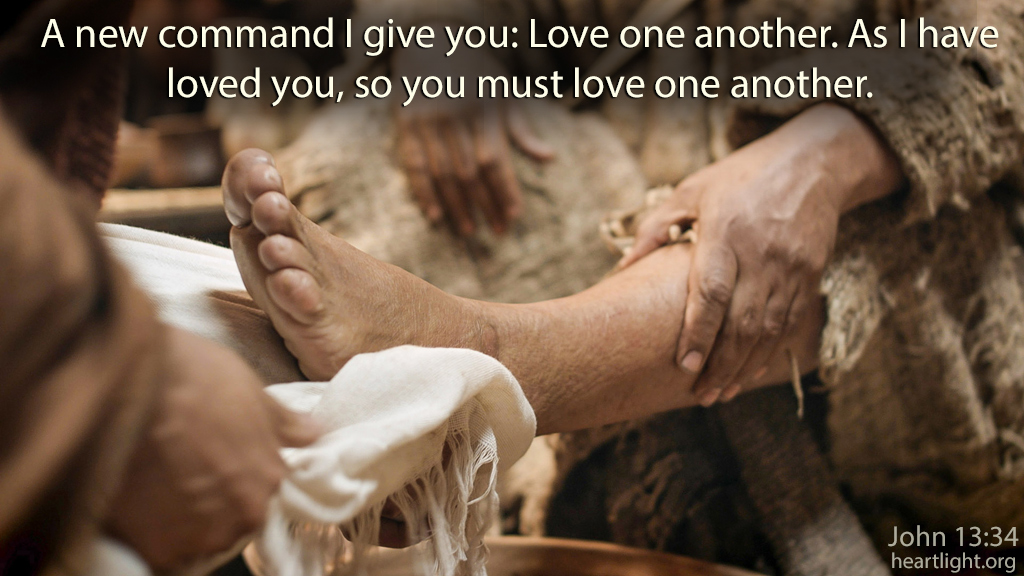 A new command I give you: Love one another. As I have
loved you, so you must love one another.
John 13:34
heartlight.org